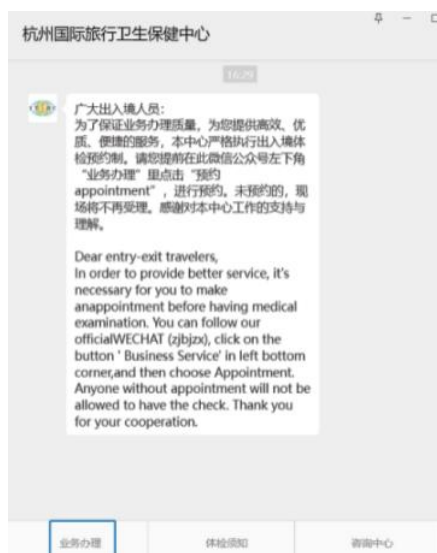 杭州国际旅行卫生保健中心
16:29
广大出入境人员：
为了保证业务办理质量，为您提供高效、优
质、便捷的服务，本中心严格执行出入境体
检预约制。请您提前在此微信公众号左下角
“业务办理”里点击“预约
appointment”，进行预约。未预约的，现
场将不再受理。感谢对本中心工作的支持与
理解。
Dear entry-exit travelers,
In order to provide better service, it's
necessary for you to make
anappointment before having medical
examination. You can follow our
officialWECHAT (zjbjzx), click on the
button ' Business Service' in left bottom
corner,and then choose Appointment.
Anyone without appointment will not be
allowed to have the check. Thank you
for your cooperation.
业务办理
体检须知
咨询中心